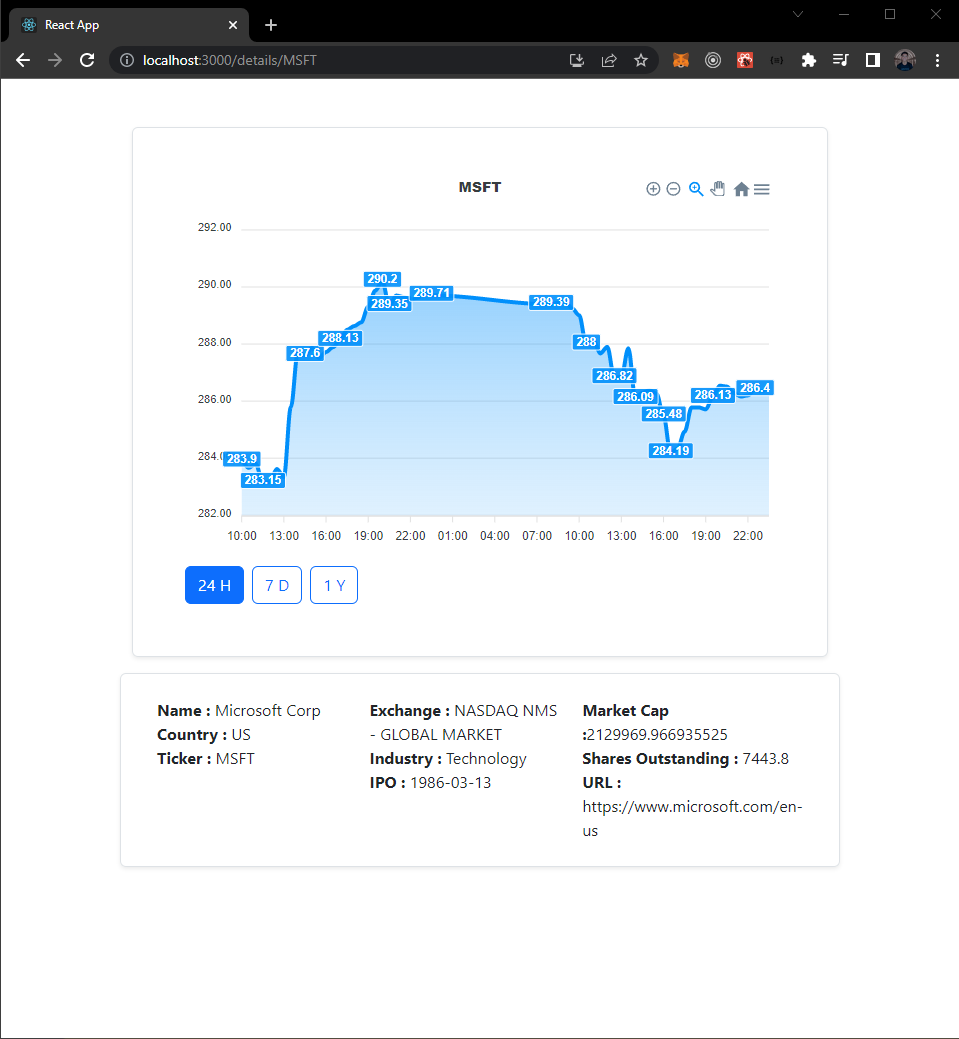 React App
localhost:3000/details/MSFT
MSFT
292.00
290.00
288.00
286.00
284.0
282.00
283.9
283.15
287.6
288.13
290.2
289.35
289.71
289.39
288
286.82
286.09
285.48
284.19
286.13
286.4
10:00 13:00 16:00 19:00 22:00 01:00 04:00 07:00 10:00 13:00 16:00 19:00 22:00
24 H 7 D 1 Y
Name : Microsoft Corp
Country : US
Ticker : MSFT
Exchange : NASDAQ NMS
- GLOBAL MARKET
Industry : Technology
IPO : 1986-03-13
Market Cap
:2129969.966935525
Shares Outstanding : 7443.8
URL :
https://www.microsoft.com/en-
us